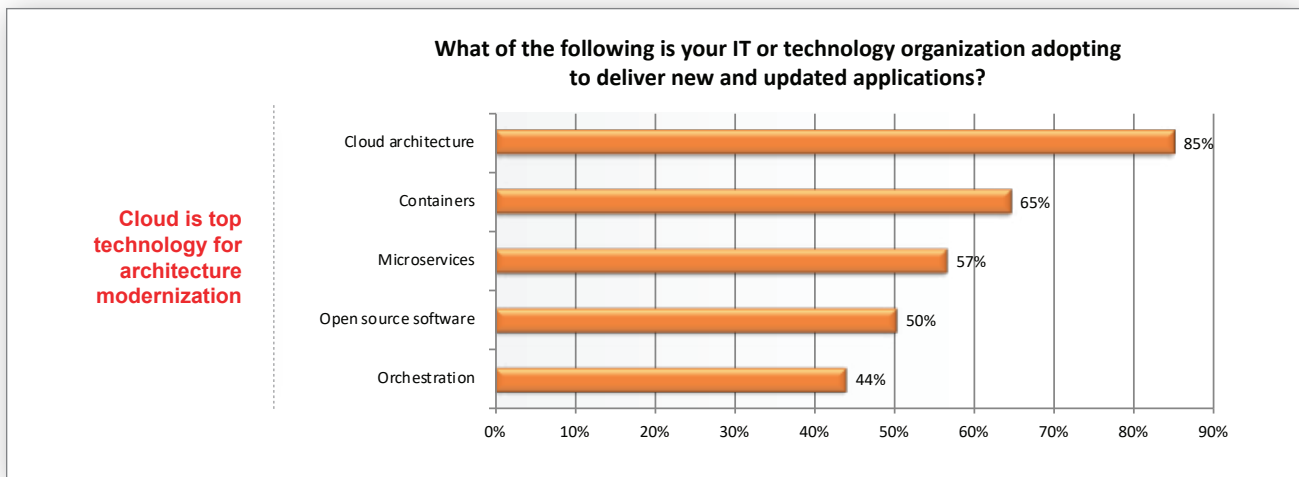 What of the following is your IT or technology organization adopting
to deliver new and updated applications?
Cloud is top
technology for
architecture
modernization
Cloud architecture
85%
Containers
65%
Microservices
57%
Open source software
50%
Orchestration
44%
0% 10% 20% 30% 40% 50% 60% 70% 80% 90%